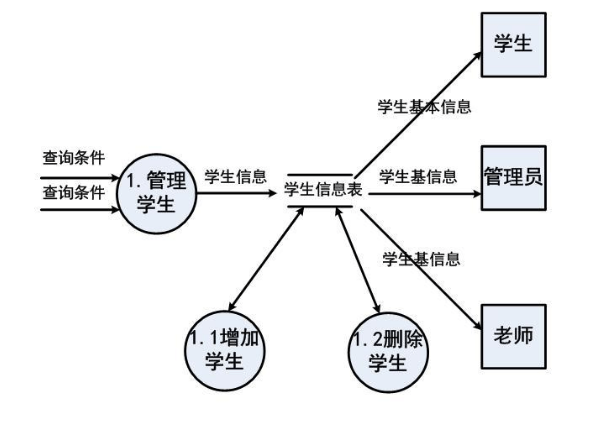 学生
学生基本信息
查询条件
查询条件
1.管理
学生
学生信息
学生信息表
学生基信息
管理员
学生基信息
1.1增加
学生
1.2删除
学生
老师